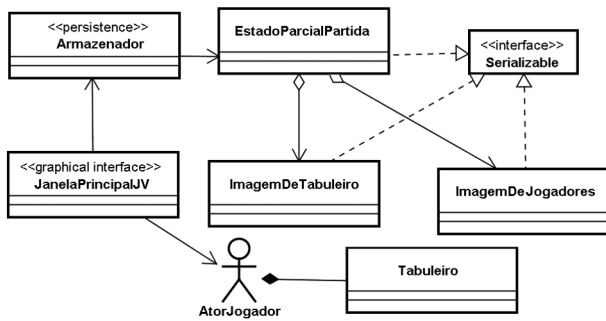 <<persistence>>
Armazenador
EstadoParcialPartida
<<interface>>
Serializable
<<graphical interface>>
JanelaPrincipalJV
ImagemDeTabuleiro
ImagemDeJogadores
AtorJogador
Tabuleiro